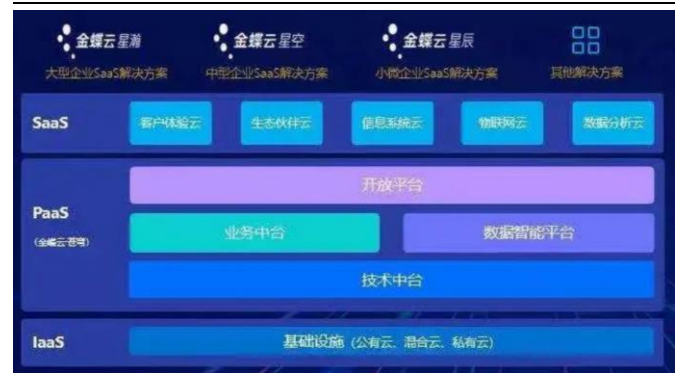 金蝶云星瀚 金蝶云星空 金蝶云星辰
大型企业SaaS解决方案 中型企业SaaS解决方案 小微企业SaaS解决方案 其他解决方案
SaaS 客户体验云 生态伙伴云 信息系统云 物联网云 数据分析云
开放平台
PaaS
(金蝶云·苍穹)
业务中台 数据智能平台
技术中台
IaaS 基础设施 (公有云、混合云、私有云)